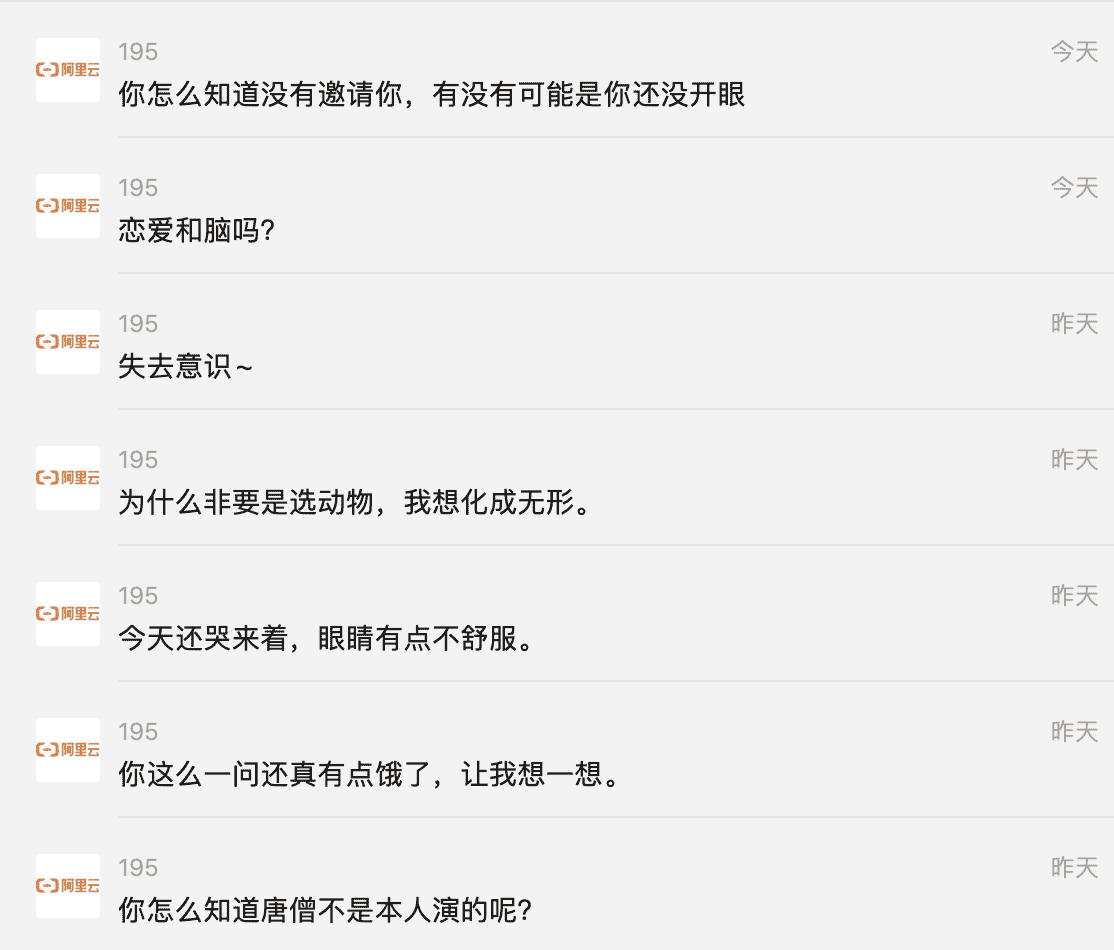 195
今天
阿里云
你怎么知道没有邀请你，有没有可能是你还没开眼
195
今天
阿里云
恋爱和脑吗?
195
昨天
阿里云
失去意识~
195
昨天
阿里云
为什么非要是选动物，我想化成无形。
195
昨天
阿里云
今天还哭来着，眼睛有点不舒服。
195
昨天
阿里云
你这么一问还真有点饿了，让我想一想。
195
昨天
阿里云
你怎么知道唐僧不是本人演的呢?